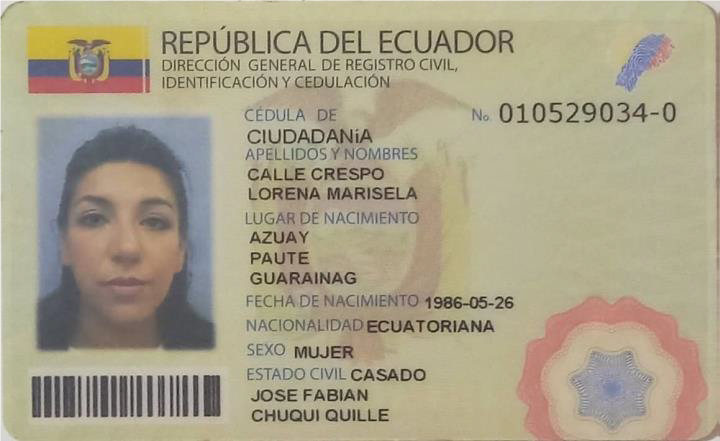 REPÚBLICA DEL ECUADOR
DIRECCIÓN GENERAL DE REGISTRO CIVIL,
IDENTIFICACIÓN Y CEDULACIÓN
CÉDULA DE No. 010529034-0
CIUDADANíA
APELLIDOS Y NOMBRES
CALLE CRESPO
LORENA MARISELA
LUGAR DE NACIMIENTO
AZUAY
PAUTE
GUARAINAG
FECHA DE NACIMIENTO 1986-05-26
NACIONALIDAD ECUATORIANA
SEXO MUJER
ESTADO CIVIL CASADO
JOSE FABIAN
CHUQUI QUILLE